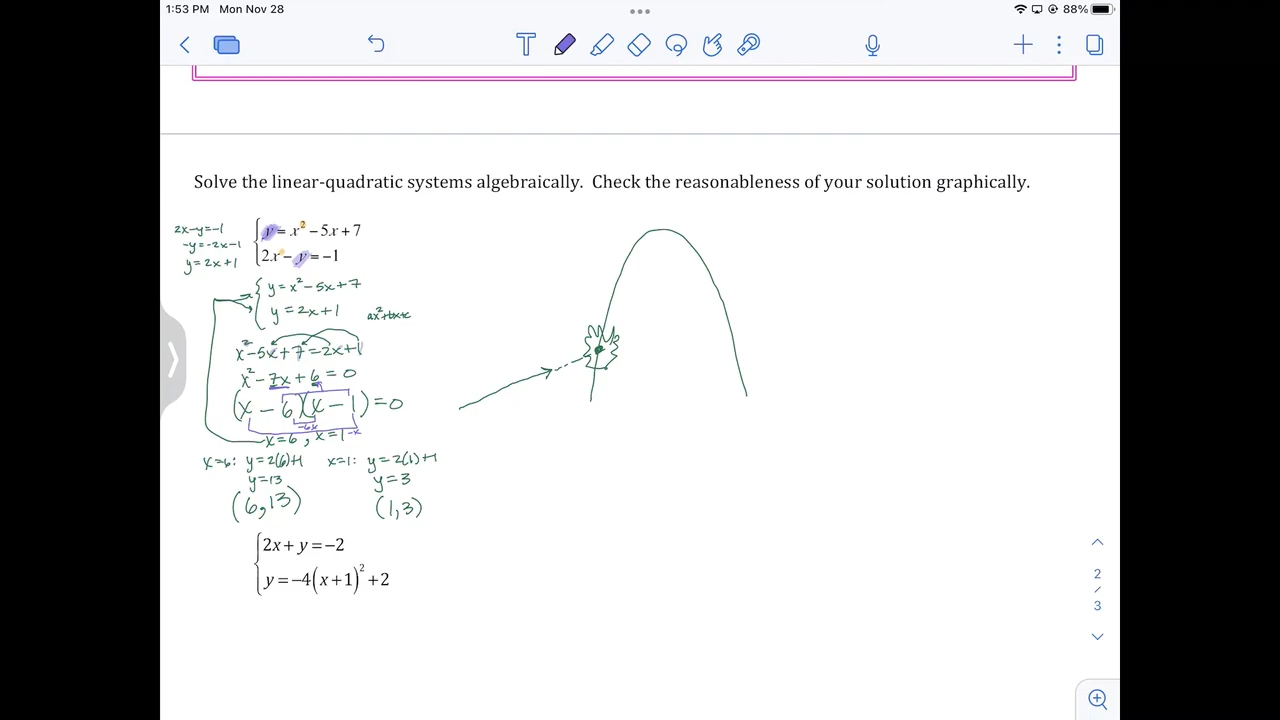 1:53 PM Mon Nov 28
88%
T
Solve the linear-quadratic systems algebraically. Check the reasonableness of your solution graphically.
2x-y=-1
-y=-2x-1
y=2x+1
y = x² - 5x + 7
2x - y = -1
y = x² - 5x + 7
y = 2x + 1
ax²+bx+c
x² - 5x + 7 = 2x + 1
x² - 7x + 6 = 0
(x - 6)(x - 1) = 0
-6x
-x
x=6, x=1
x=6: y=2(6)+1 x=1: y=2(1)+1
y=13 y=3
(6,13) (1,3)
2x + y = -2
y = -4(x+1)² + 2
2
/
3